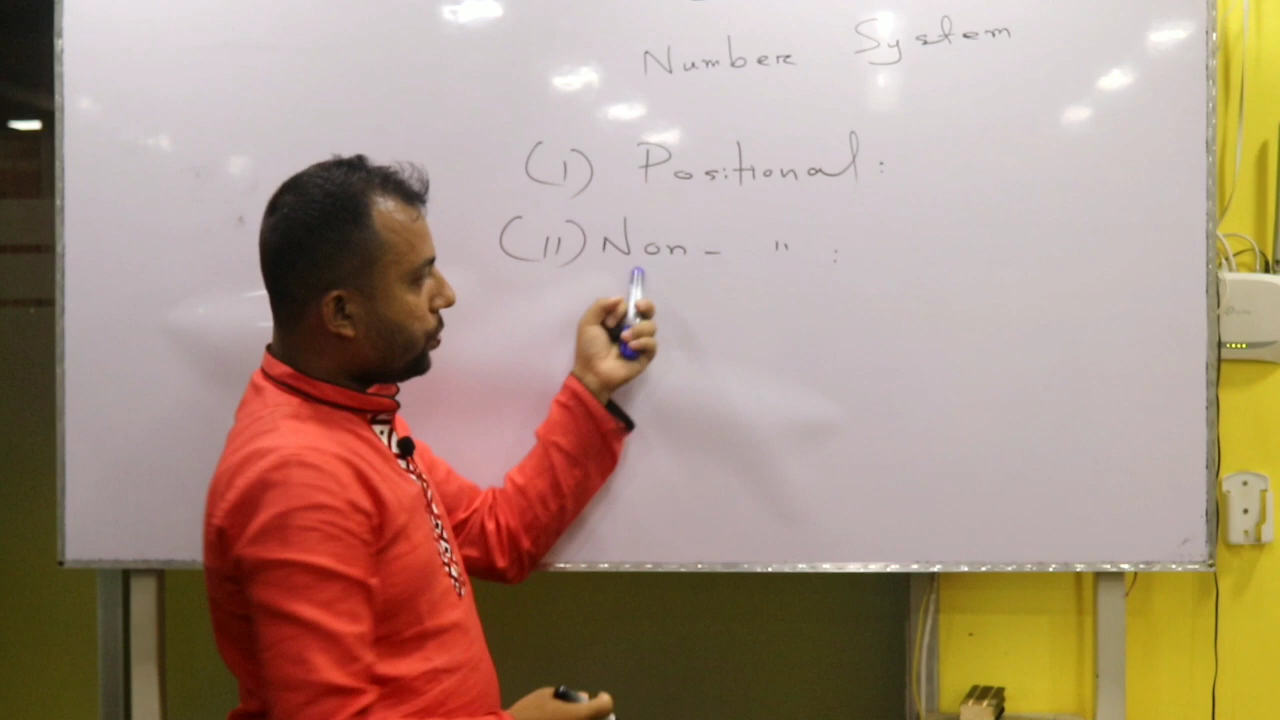 Number System
(I) Positional:
(II) Non- " :